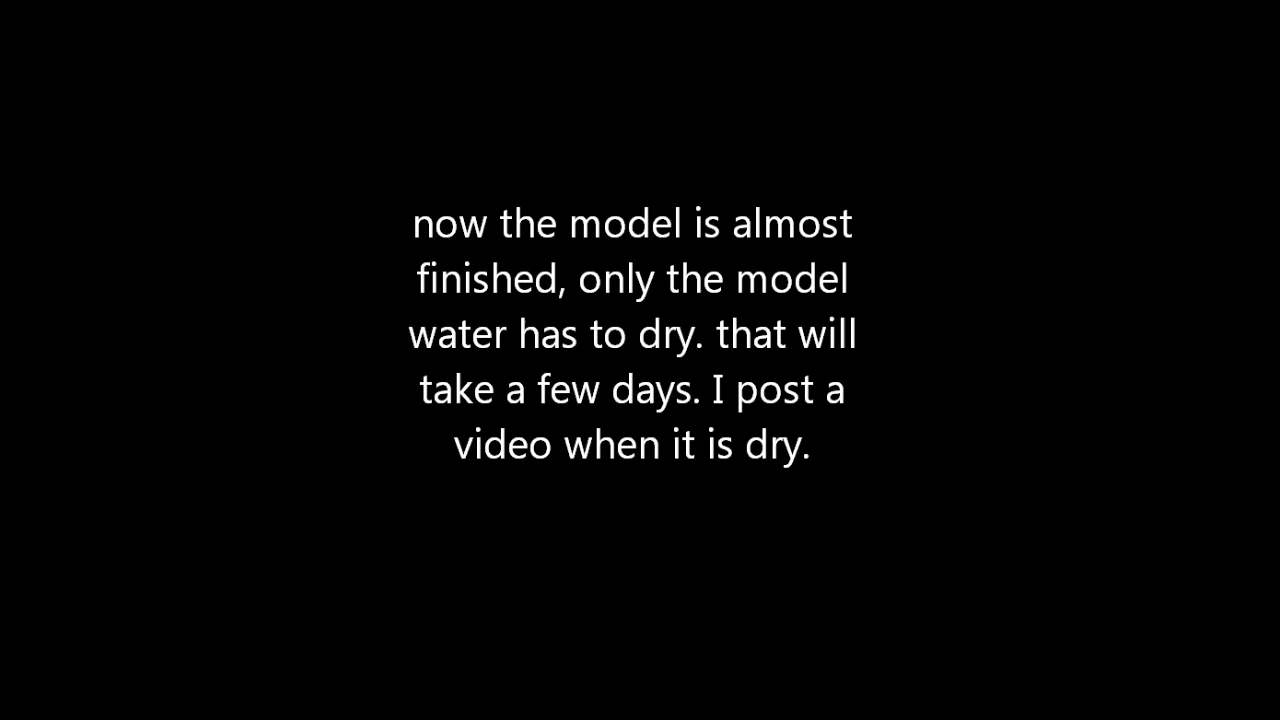 now the model is almost
finished, only the model
water has to dry. that will
take a few days. I post a
video when it is dry.